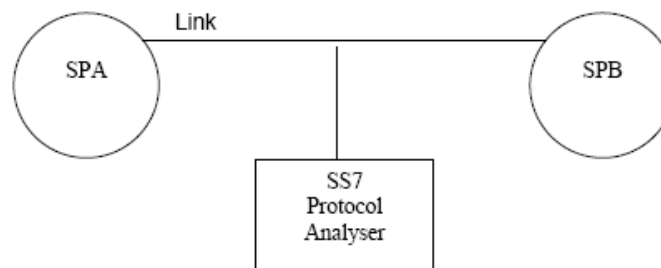 Link
SPA
SPB
SS7
Protocol
Analyser